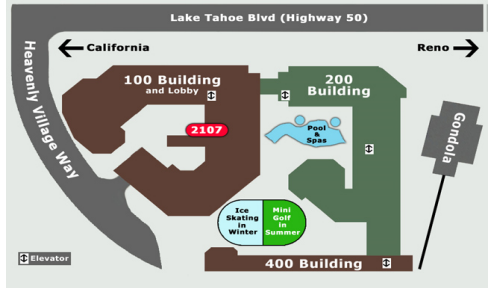 Lake Tahoe Blvd (Highway 50)
California
Reno
Heavenly Village Way
100 Building
and Lobby
200
Building
2107
Pool
&
Spas
Gondola
Ice
Skating
in
Winter
Mini
Golf
in
Summer
Elevator
400 Building